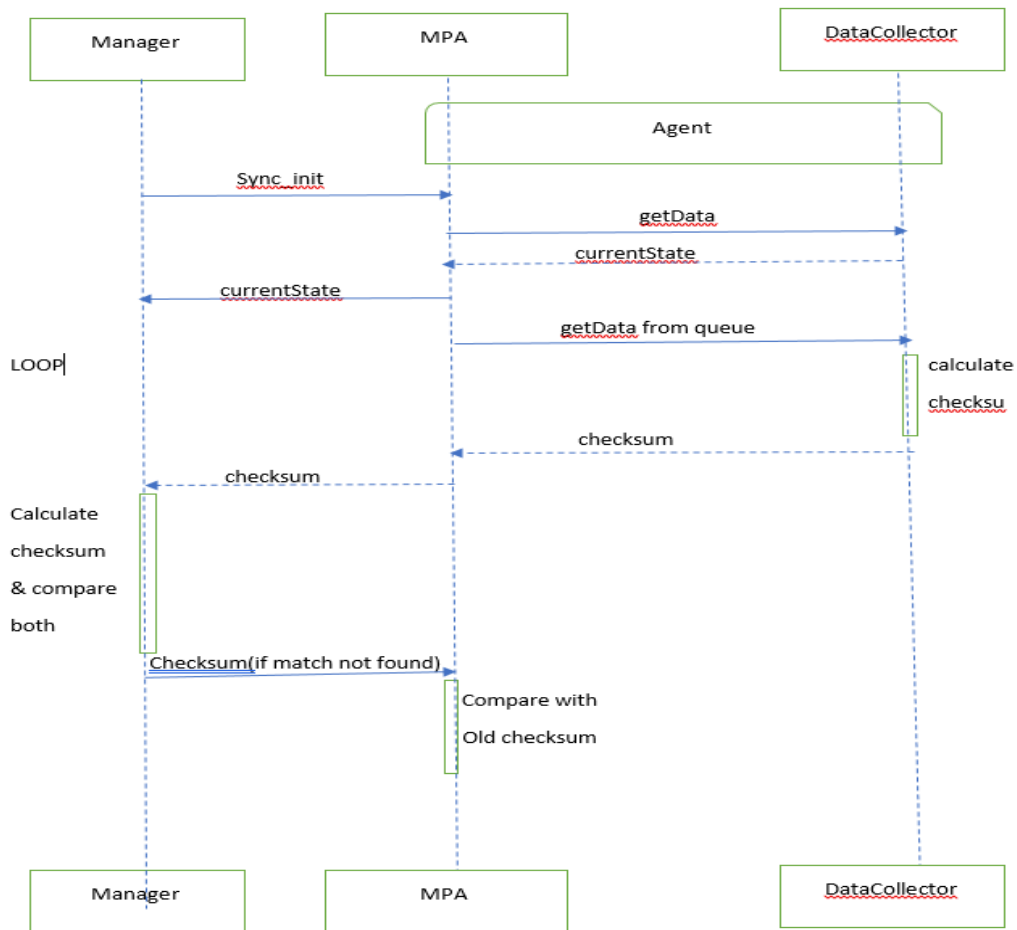 Manager
MPA
DataCollector
Agent
Sync_init
getData
currentState
currentState
getData from queue
LOOP
calculate
checksu
checksum
checksum
Calculate
checksum
& compare
both
Checksum(if match not found)
Compare with
Old checksum
Manager
MPA
DataCollector